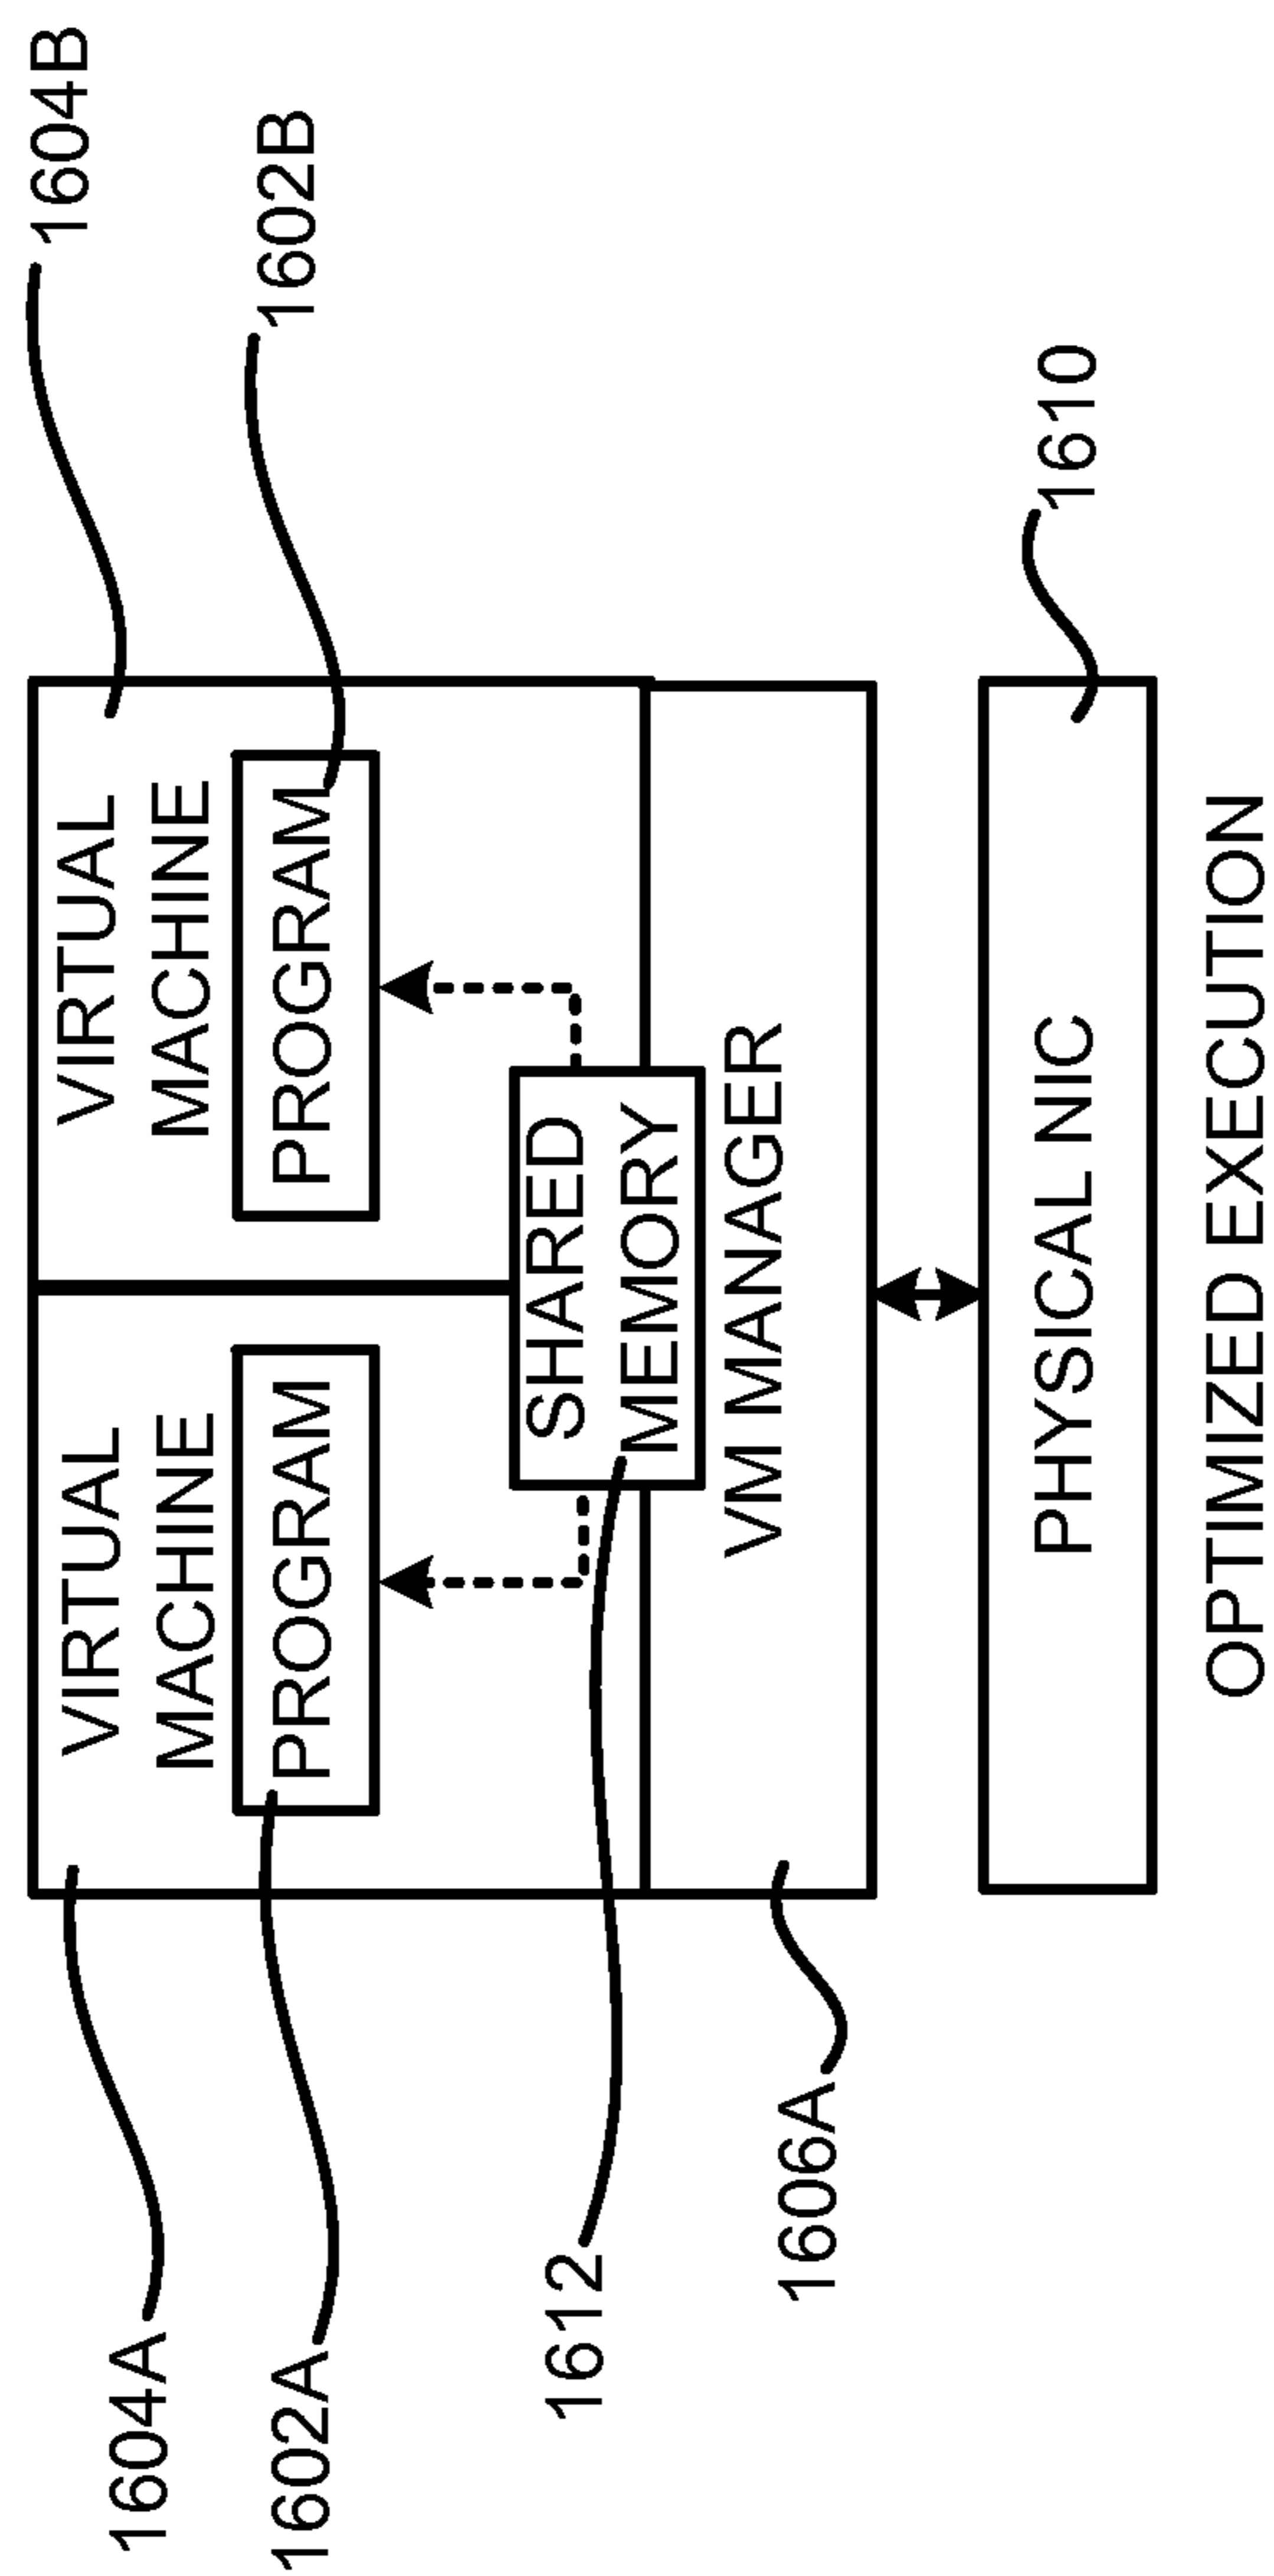 1604A
VIRTUAL
MACHINE
VIRTUAL
MACHINE
1604B
1602A
PROGRAM
PROGRAM
1602B
1612
SHARED
MEMORY
1606A
VM MANAGER
PHYSICAL NIC
1610
OPTIMIZED EXECUTION